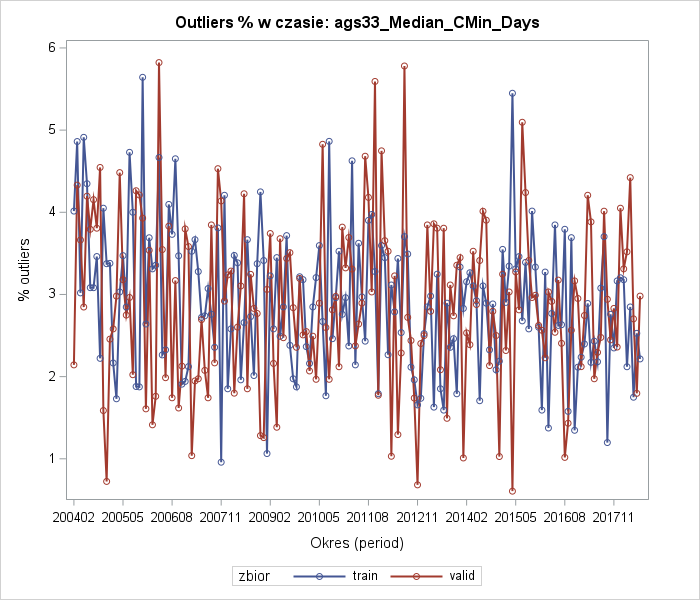 Outliers % w czasie: ags33_Median_CMin_Days
% outliers
6
5
4
3
2
1
200402 200505 200608 200711 200902 201005 201108 201211 201402 201505 201608 201711
Okres (period)
zbior train valid